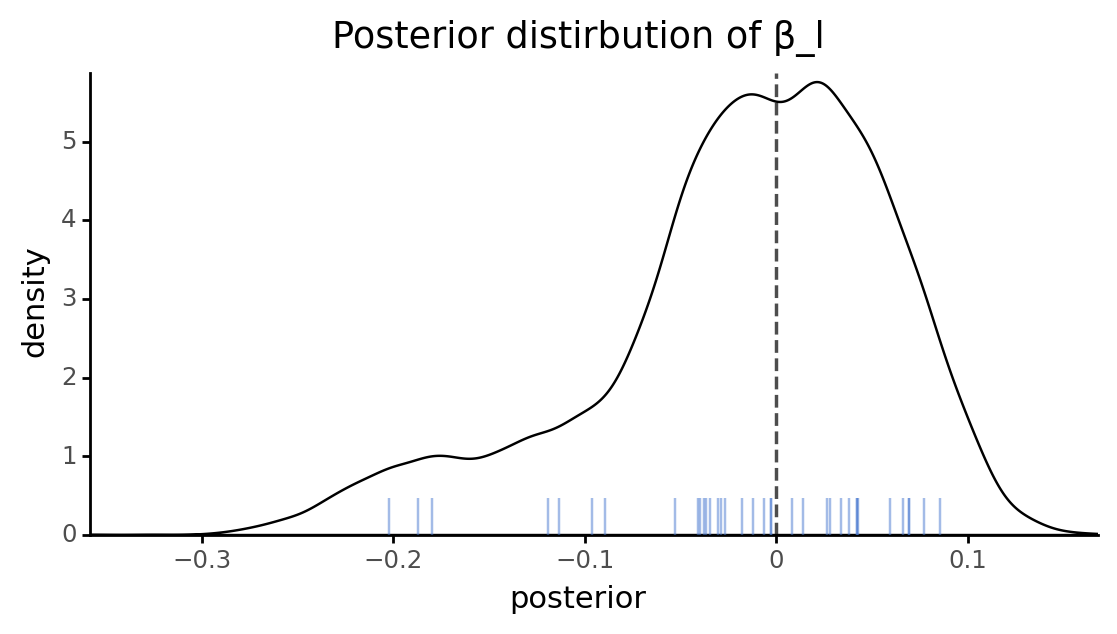 Posterior distirbution of β_l
density
5
4
3
2
1
0
−0.3 −0.2 −0.1 0 0.1
posterior